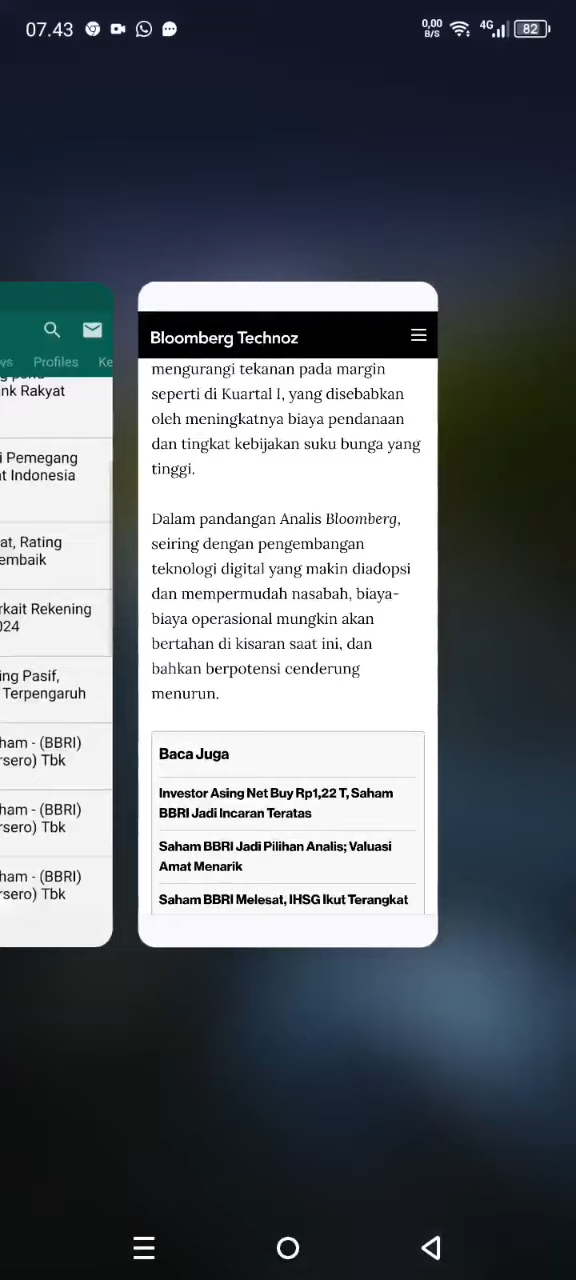 07.43
0,00
B/S
4G
82
ws Profiles Ke
nk Rakyat
i Pemegang
t Indonesia
at, Rating
embaik
rkait Rekening
024
ing Pasif,
Terpengaruh
ham - (BBRI)
rsero) Tbk
ham - (BBRI)
rsero) Tbk
ham - (BBRI)
rsero) Tbk
Bloomberg Technoz
mengurangi tekanan pada margin
seperti di Kuartal I, yang disebabkan
oleh meningkatnya biaya pendanaan
dan tingkat kebijakan suku bunga yang
tinggi.
Dalam pandangan Analis Bloomberg,
seiring dengan pengembangan
teknologi digital yang makin diadopsi
dan mempermudah nasabah, biaya-
biaya operasional mungkin akan
bertahan di kisaran saat ini, dan
bahkan berpotensi cenderung
menurun.
Baca Juga
Investor Asing Net Buy Rp1,22 T, Saham
BBRI Jadi Incaran Teratas
Saham BBRI Jadi Pilihan Analis; Valuasi
Amat Menarik
Saham BBRI Melesat, IHSG Ikut Terangkat